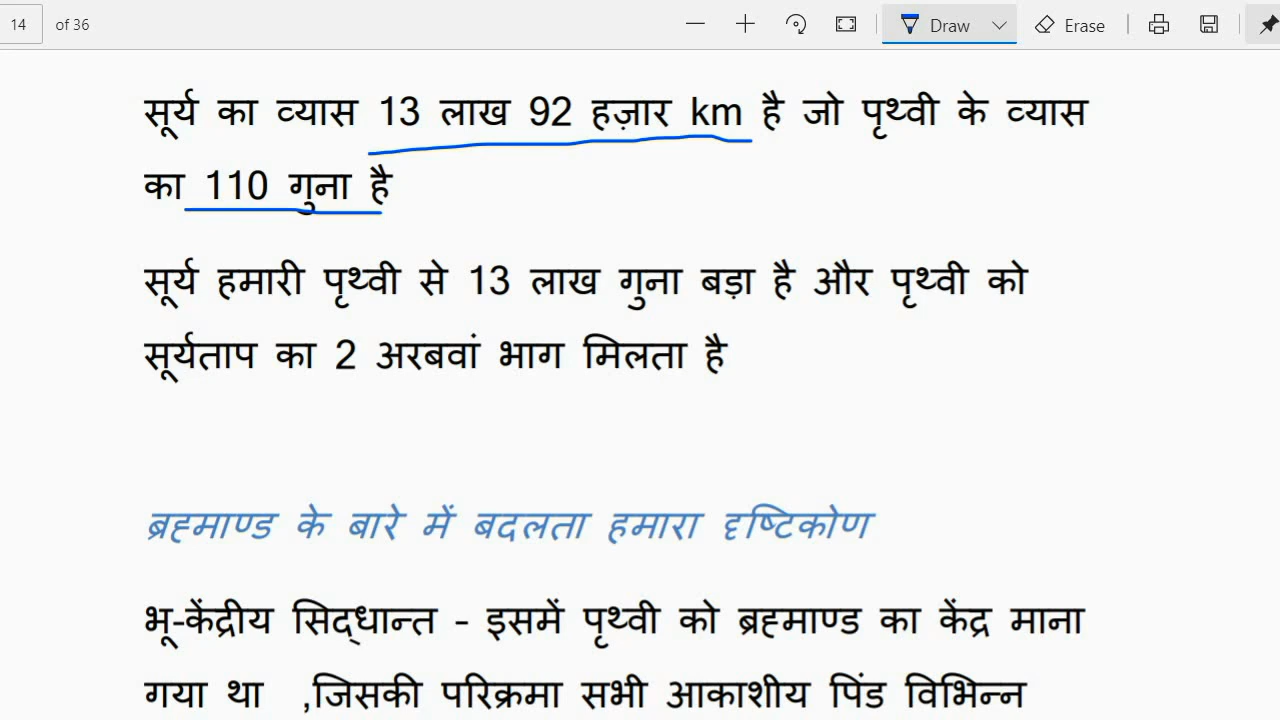 14 of 36 Draw Erase
सूर्य का व्यास 13 लाख 92 हज़ार km है जो पृथ्वी के व्यास
का 110 गुना है
सूर्य हमारी पृथ्वी से 13 लाख गुना बड़ा है और पृथ्वी को
सूर्यताप का 2 अरबवां भाग मिलता है
ब्रह्माण्ड के बारे में बदलता हमारा दृष्टिकोण
भू-केंद्रीय सिद्धान्त - इसमें पृथ्वी को ब्रह्माण्ड का केंद्र माना
गया था ,जिसकी परिक्रमा सभी आकाशीय पिंड विभिन्न